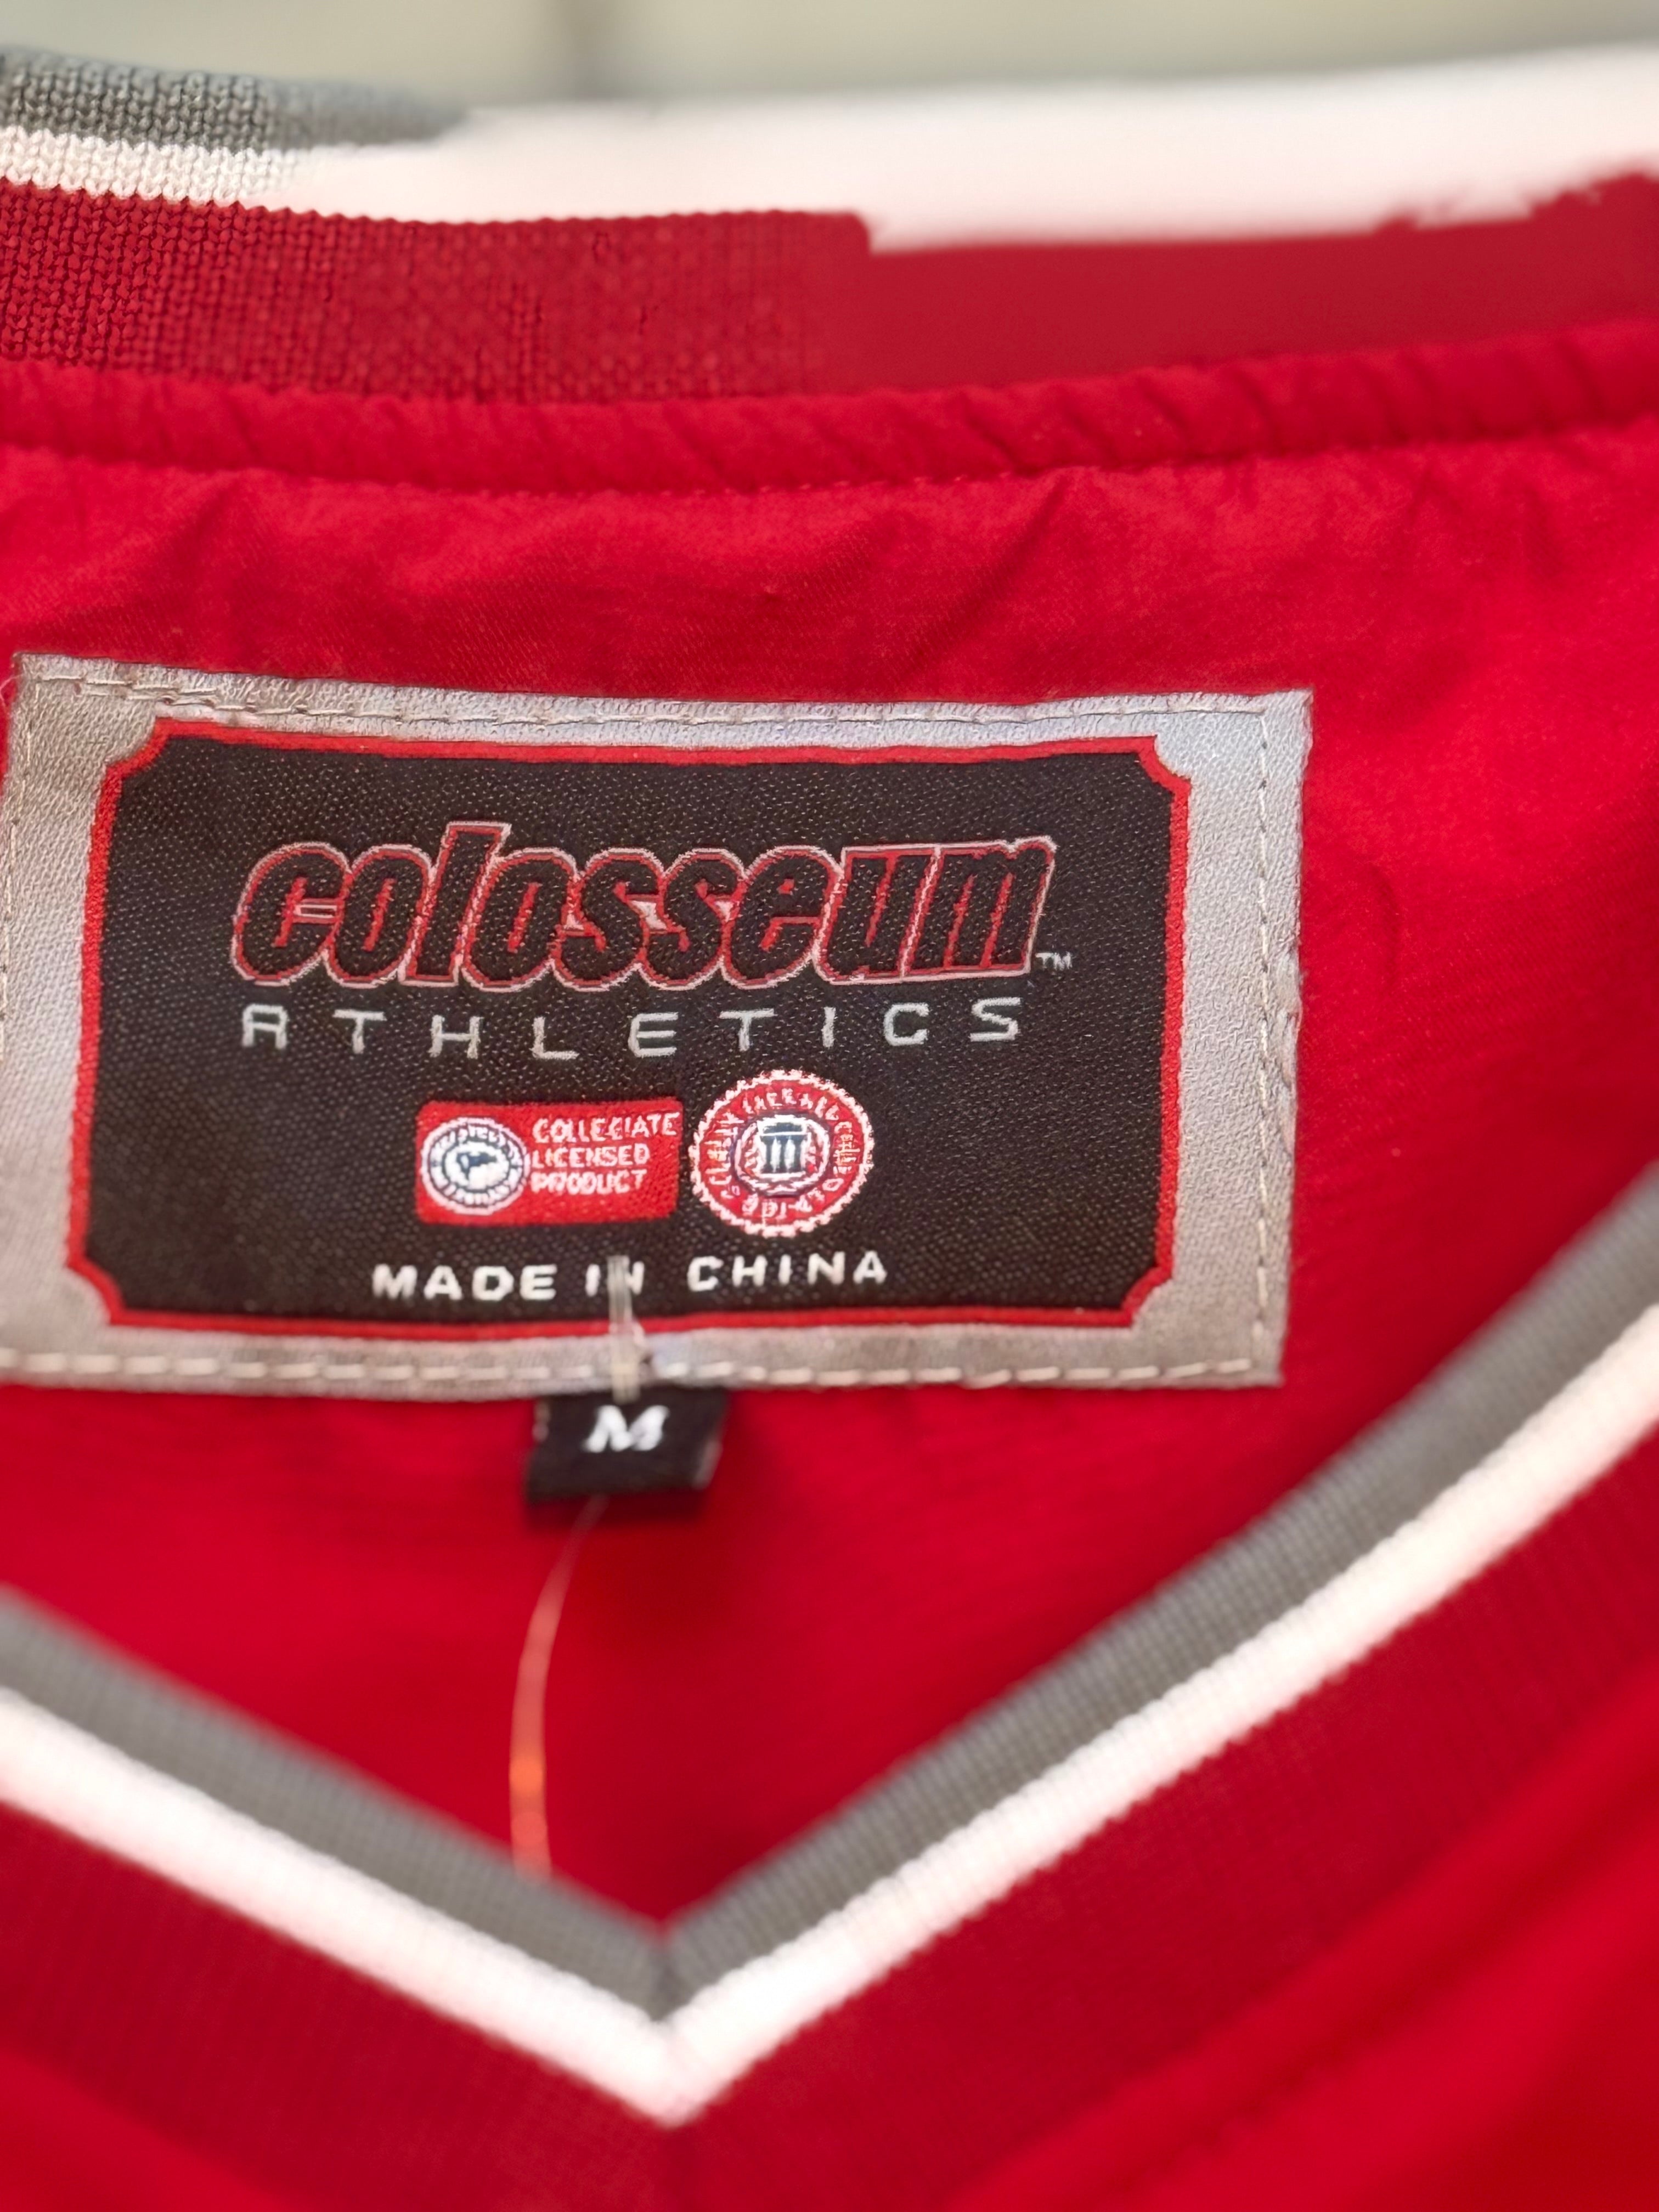 colosseum™
ATHLETICS
COLLEGIATE
LICENSED
PRODUCT
MADE IN CHINA
M